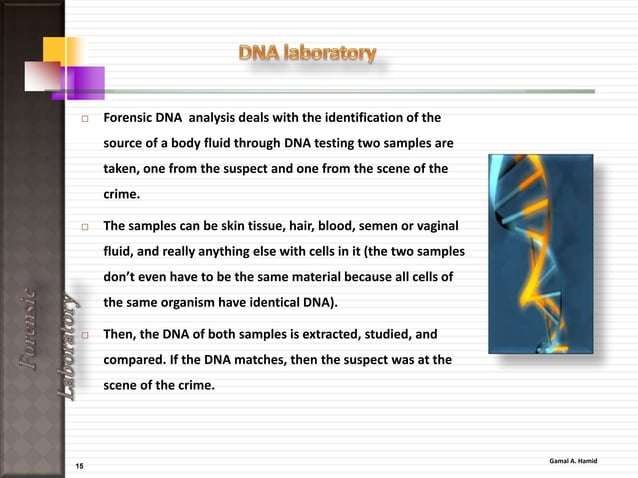 DNA laboratory
Forensic DNA analysis deals with the identification of the
source of a body fluid through DNA testing two samples are
taken, one from the suspect and one from the scene of the
crime.
The samples can be skin tissue, hair, blood, semen or vaginal
fluid, and really anything else with cells in it (the two samples
don’t even have to be the same material because all cells of
the same organism have identical DNA).
Then, the DNA of both samples is extracted, studied, and
compared. If the DNA matches, then the suspect was at the
scene of the crime.
Forensic
Laboratory
15
Gamal A. Hamid